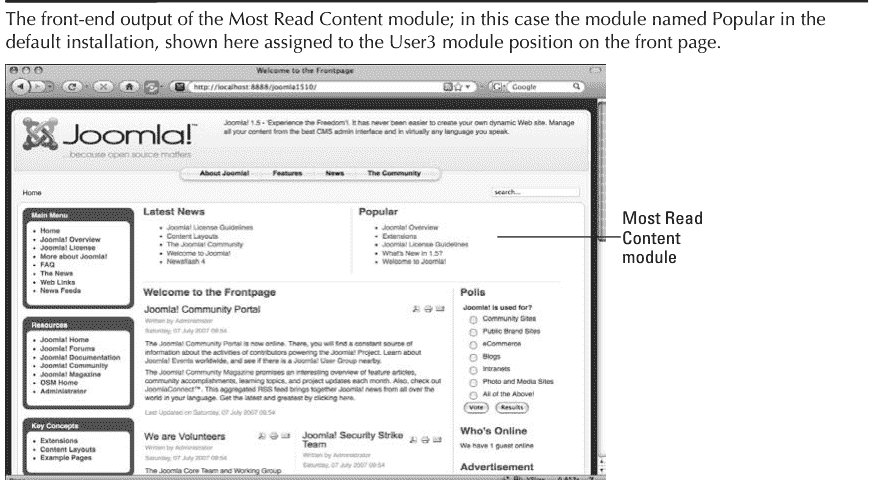 The front-end output of the Most Read Content module; in this case the module named Popular in the
default installation, shown here assigned to the User3 module position on the front page.
Welcome to the Frontpage
http://localhost:8888/joomla1510/
Google
Joomla!™
...because open source matters
Joomla! 1.5 - 'Experience the Freedom'!. It has never been easier to create your own dynamic Web site. Manage
all your content from the best CMS admin interface and in virtually any language you speak.
About Joomla! Features News The Community
Home
search...
Main Menu
• Home
• Joomla! Overview
• Joomla! License
• More about Joomla!
• FAQ
• The News
• Web Links
• News Feeds
Resources
• Joomla! Home
• Joomla! Forums
• Joomla! Documentation
• Joomla! Community
• Joomla! Magazine
• OSM Home
• Administrator
Key Concepts
• Extensions
• Content Layouts
• Example Pages
Latest News
• Joomla! License Guidelines
• Content Layouts
• The Joomla! Community
• Welcome to Joomla!
• Newsflash 4
Popular
• Joomla! Overview
• Extensions
• Joomla! License Guidelines
• What's New in 1.5?
• Welcome to Joomla!
Most Read
Content
module
Welcome to the Frontpage
Joomla! Community Portal
Written by Administrator
Saturday, 07 July 2007 09:54
The Joomla! Community Portal is now online. There, you will find a constant source of
information about the activities of contributors powering the Joomla! Project. Learn about
Joomla! Events worldwide, and see if there is a Joomla! User Group nearby.
The Joomla! Community Magazine promises an interesting overview of feature articles,
community accomplishments, learning topics, and project updates each month. Also, check out
JoomlaConnect™. This aggregated RSS feed brings together Joomla! news from all over the
world in your language. Get the latest and greatest by clicking here.
Last Updated on Saturday, 07 July 2007 09:54
We are Volunteers
Written by Administrator
Saturday, 07 July 2007 09:54
The Joomla Core Team and Working Group
Joomla! Security Strike
Team
Written by Administrator
Saturday, 07 July 2007 09:54
Polls
Joomla! is used for?
Community Sites
Public Brand Sites
eCommerce
Blogs
Intranets
Photo and Media Sites
All of the Above!
Vote Results
Who's Online
We have 1 guest online
Advertisement